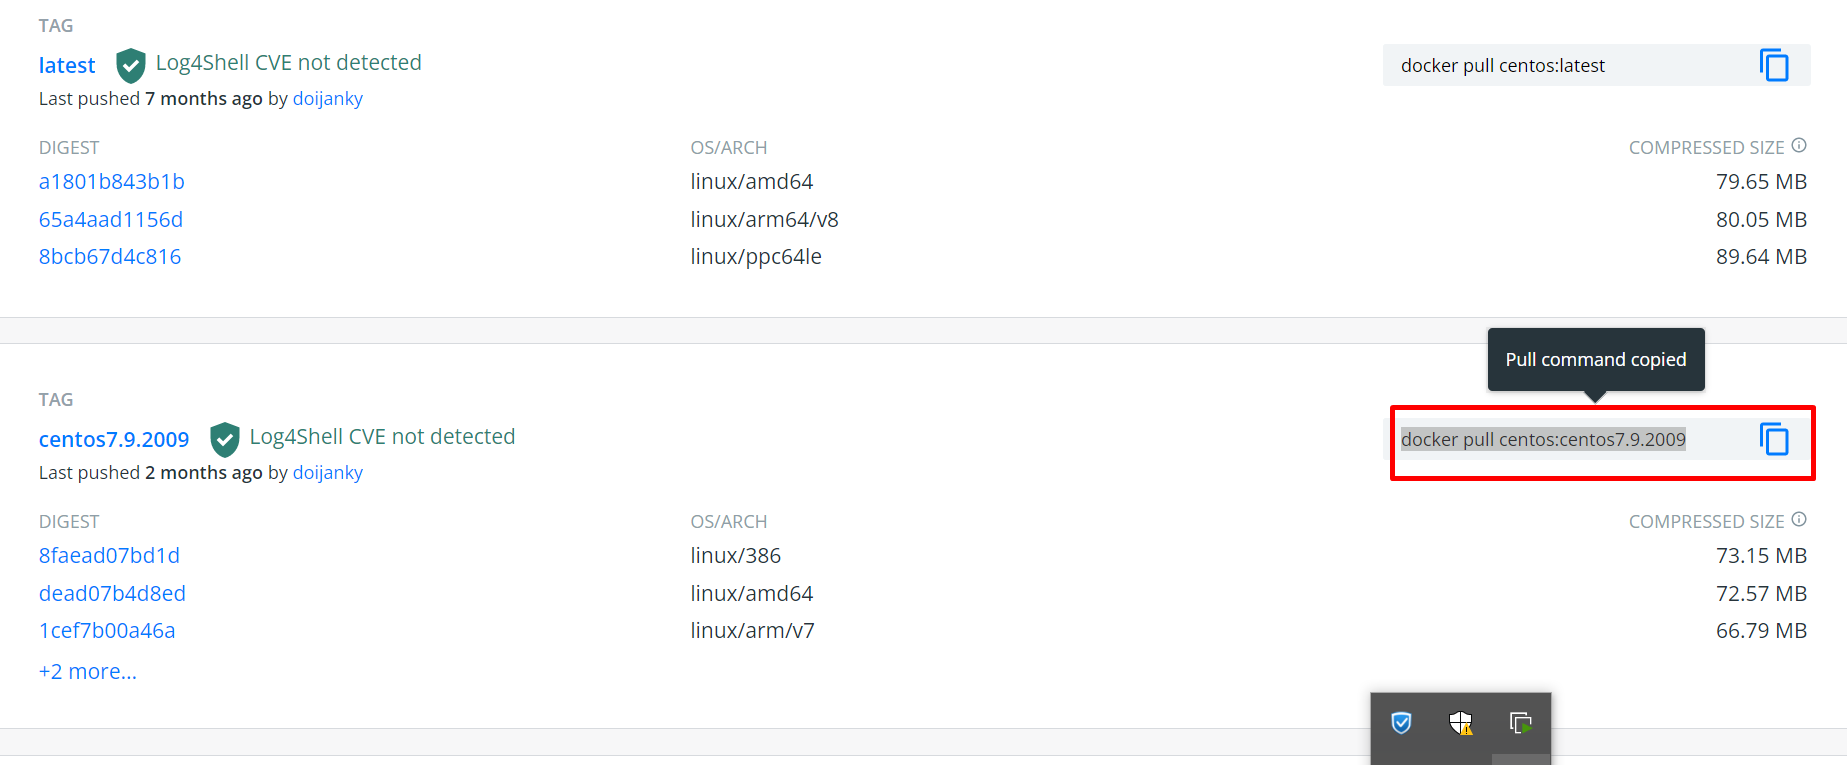 TAG
latest Log4Shell CVE not detected
docker pull centos:latest
Last pushed 7 months ago by doijanky
DIGEST OS/ARCH COMPRESSED SIZE
a1801b843b1b linux/amd64 79.65 MB
65a4aad1156d linux/arm64/v8 80.05 MB
8bcb67d4c816 linux/ppc64le 89.64 MB
Pull command copied
TAG
centos7.9.2009 Log4Shell CVE not detected
docker pull centos:centos7.9.2009
Last pushed 2 months ago by doijanky
DIGEST OS/ARCH COMPRESSED SIZE
8faead07bd1d linux/386 73.15 MB
dead07b4d8ed linux/amd64 72.57 MB
1cef7b00a46a linux/arm/v7 66.79 MB
+2 more...